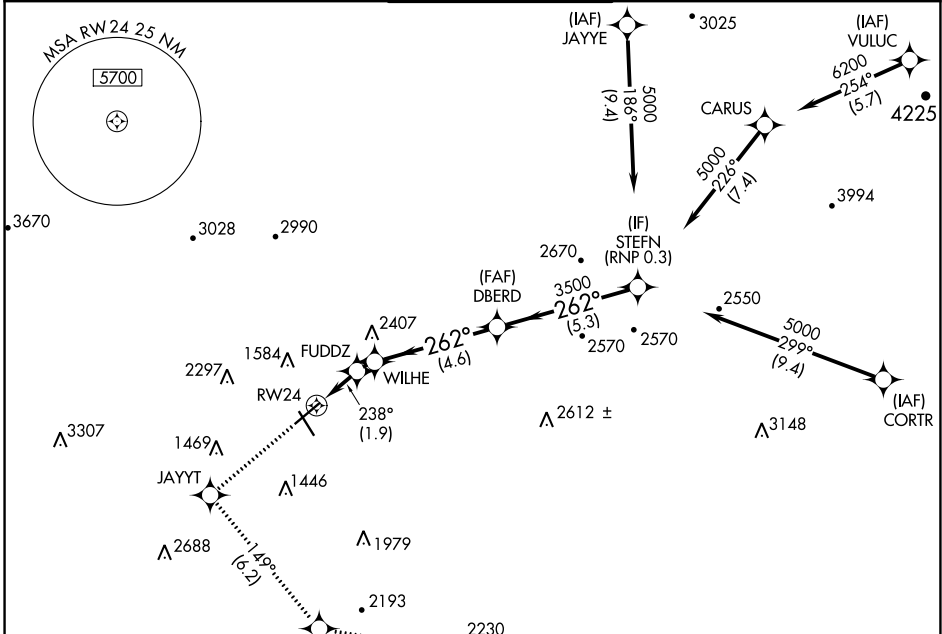 MSA RW24 25 NM
5700
(IAF)
JAYYE
3025
(IAF)
VULUC
6200
254°
(5.7)
4225
5000
186°
(9.4)
CARUS
5000
226°
(7.4)
3994
3670
3028
2990
(IF)
STEFN
(RNP 0.3)
2670
(FAF)
DBERD
3500
262°
(5.3)
2550
5000
299°
(9.4)
2407
262°
(4.6)
2570
2570
1584
FUDDZ
WILHE
2297
RW24
238°
(1.9)
2612 ±
(IAF)
CORTR
3148
3307
1469
JAYYT
1446
2688
149°
(6.2)
1979
2193
2230